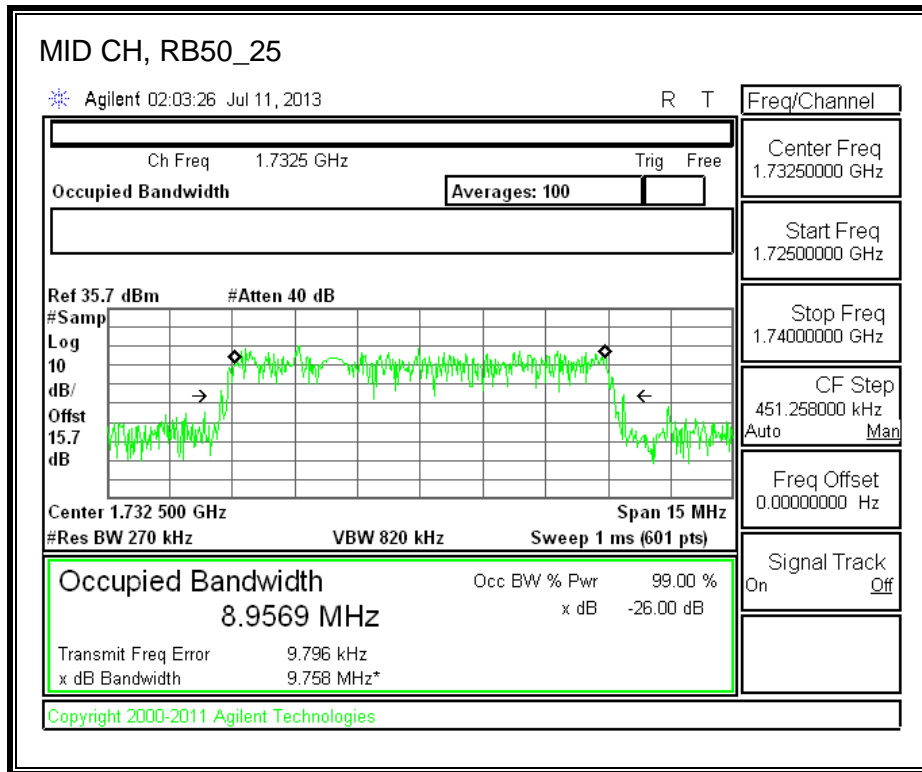 MID CH, RB50_25
Agilent 02:03:26 Jul 11, 2013 R T
Freq/Channel
Ch Freq 1.7325 GHz Trig Free
Occupied Bandwidth Averages: 100
Center Freq
1.73250000 GHz
Start Freq
1.72500000 GHz
Stop Freq
1.74000000 GHz
CF Step
451.258000 kHz
Auto Man
Freq Offset
0.00000000 Hz
Signal Track
On Off
Ref 35.7 dBm #Atten 40 dB
#Samp
Log
10
dB/
Offst
15.7
dB
Center 1.732 500 GHz Span 15 MHz
#Res BW 270 kHz VBW 820 kHz Sweep 1 ms (601 pts)
Occupied Bandwidth Occ BW % Pwr 99.00 %
8.9569 MHz x dB -26.00 dB
Transmit Freq Error 9.796 kHz
x dB Bandwidth 9.758 MHz*
Copyright 2000-2011 Agilent Technologies